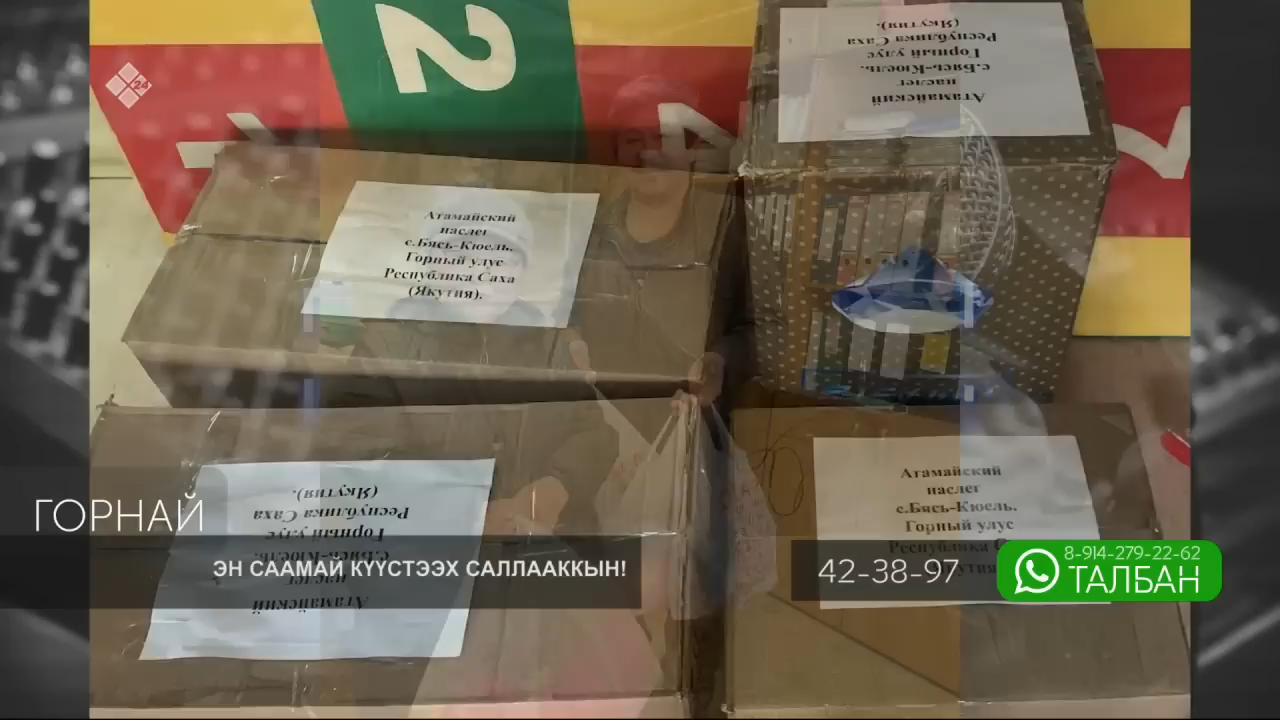 2
24
Атамайский
наслег
с.Бясь-Кюель.
Горный улус
Республика Саха
(Якутия).
Атамайский
наслег
с.Бясь-Кюель.
Горный улус
Республика Саха
(Якутия).
Атамайский
наслег
с.Бясь-Кюель.
Горный улус
Республика Саха
(Якутия).
Атамайский
наслег
с.Бясь-Кюель.
Горный улус
Республика
ГОРНАЙ
ЭН СААМАЙ КҮҮСТЭЭХ САЛЛААККЫН!
42-38-97
8-914-279-22-62
ТАЛБАН